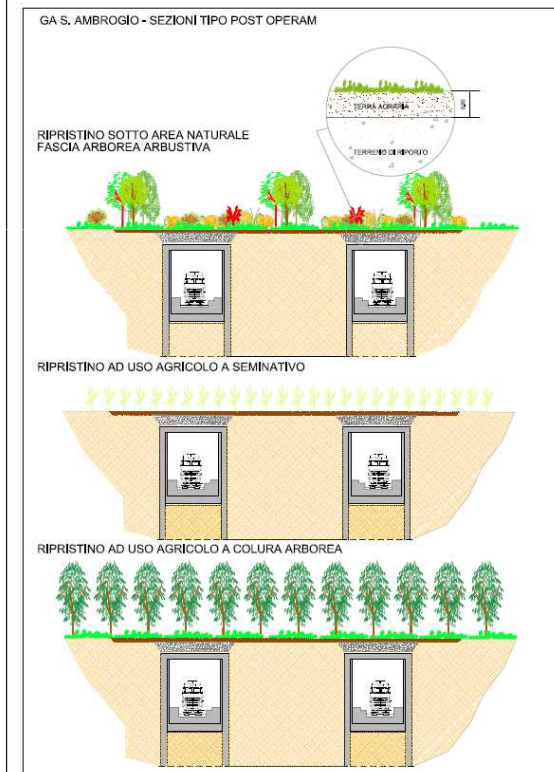 GA S. AMBROGIO - SEZIONI TIPO POST OPERAM
TERRA AGRARIA
TERRENO DI RIPORTO
RIPRISTINO SOTTO AREA NATURALE
FASCIA ARBOREA ARBUSTIVA
RIPRISTINO AD USO AGRICOLO A SEMINATIVO
RIPRISTINO AD USO AGRICOLO A COLURA ARBOREA